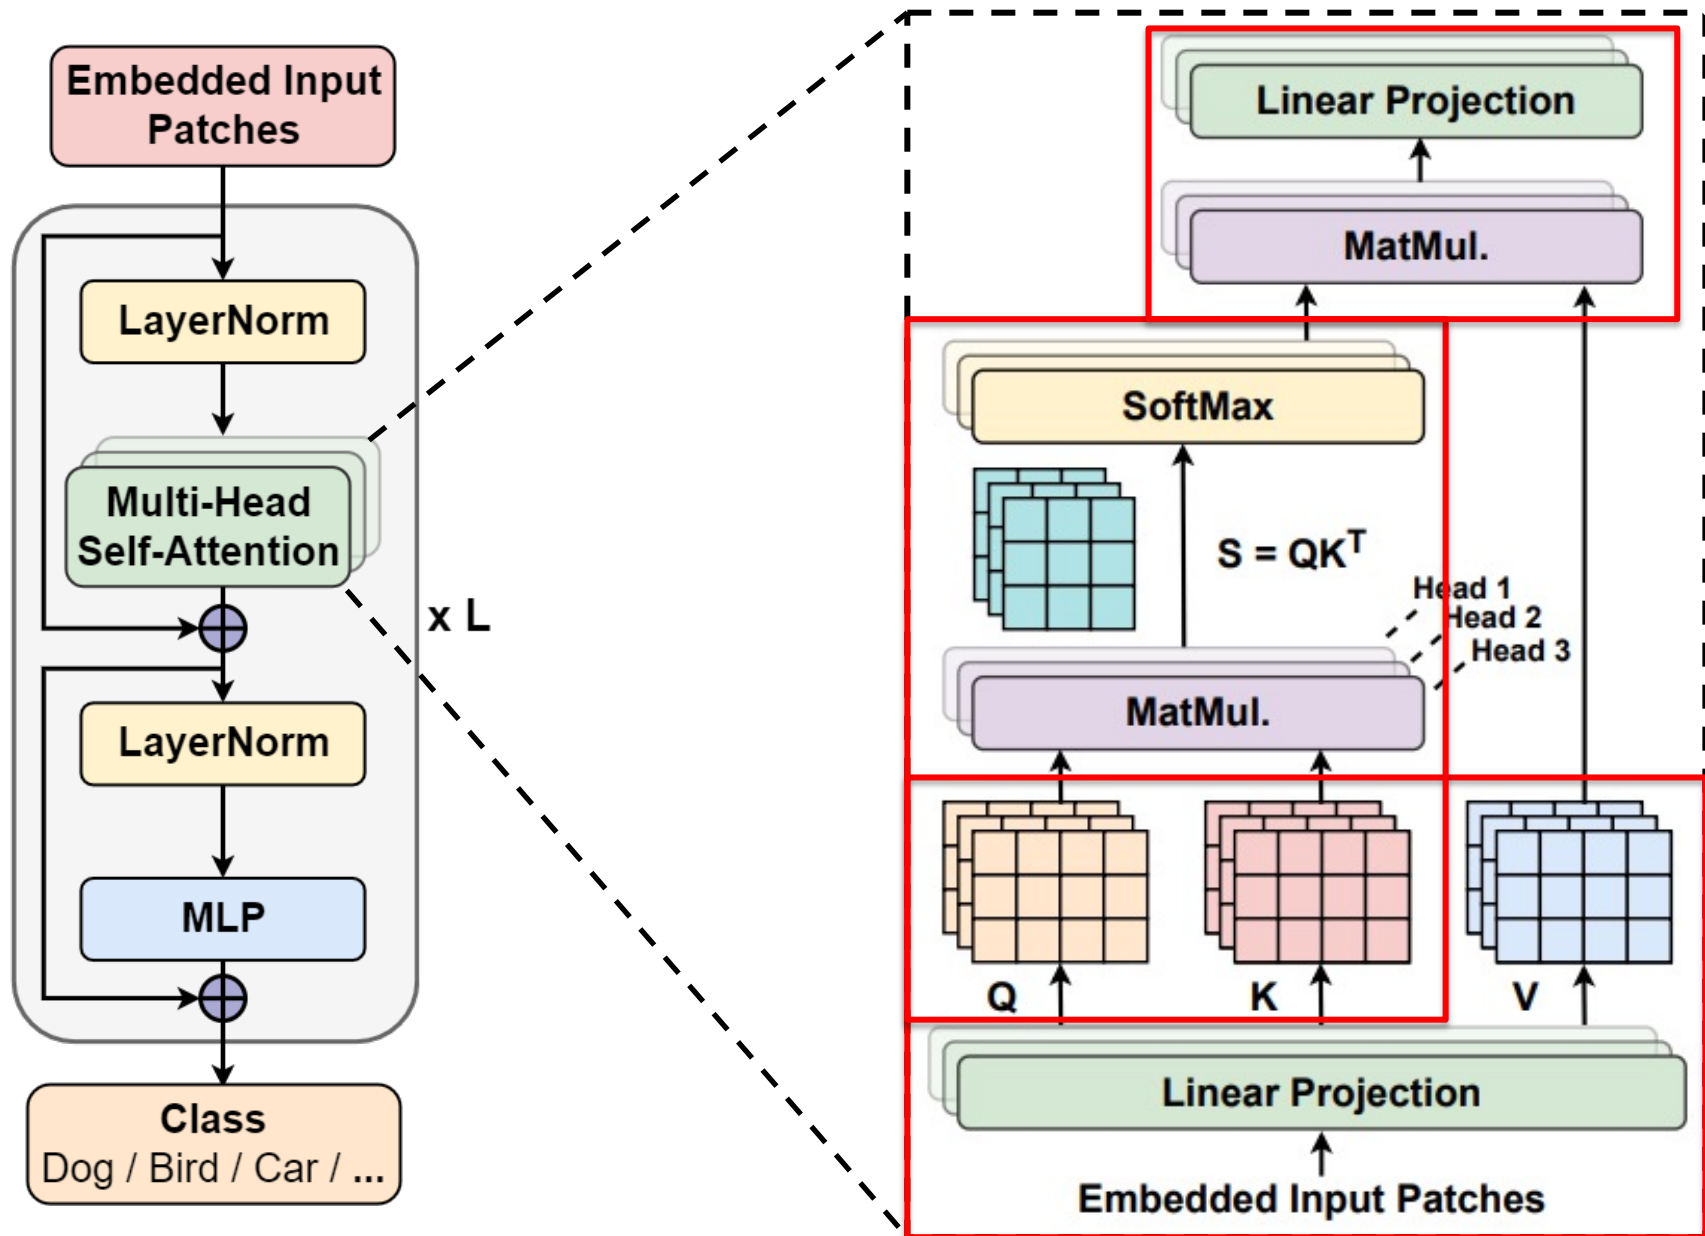 Embedded Input
Patches
LayerNorm
Multi-Head
Self-Attention
x L
LayerNorm
MLP
Class
Dog / Bird / Car / ...
Linear Projection
MatMul.
SoftMax
S = QK^T
Head 1
Head 2
Head 3
MatMul.
Q
K
V
Linear Projection
Embedded Input Patches